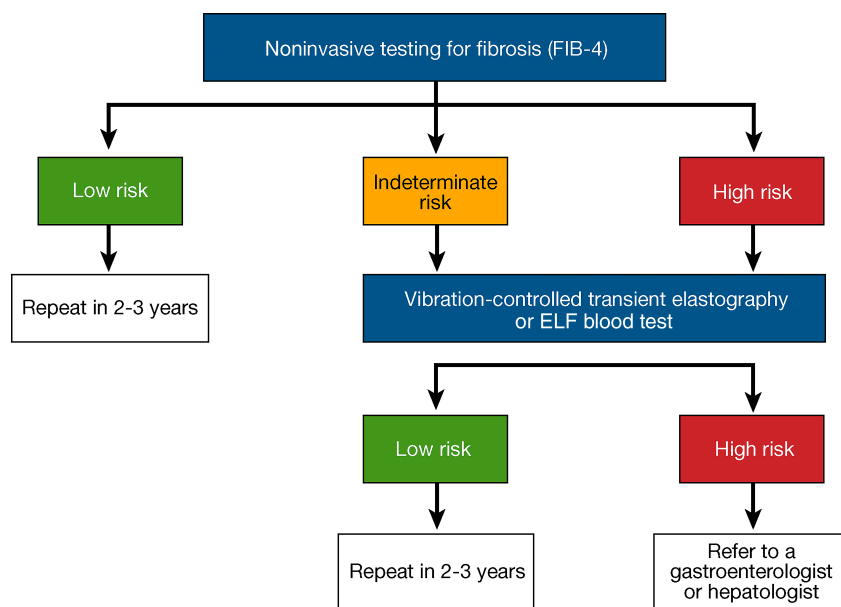 Noninvasive testing for fibrosis (FIB-4)
Low risk
Indeterminate
risk
High risk
Repeat in 2-3 years
Vibration-controlled transient elastography
or ELF blood test
Low risk
High risk
Repeat in 2-3 years
Refer to a
gastroenterologist
or hepatologist